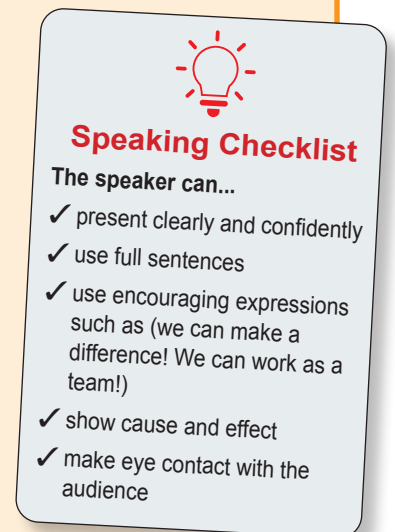 Speaking Checklist
The speaker can...
✓ present clearly and confidently
✓ use full sentences
✓ use encouraging expressions
such as (we can make a
difference! We can work as a
team!)
✓ show cause and effect
✓ make eye contact with the
audience